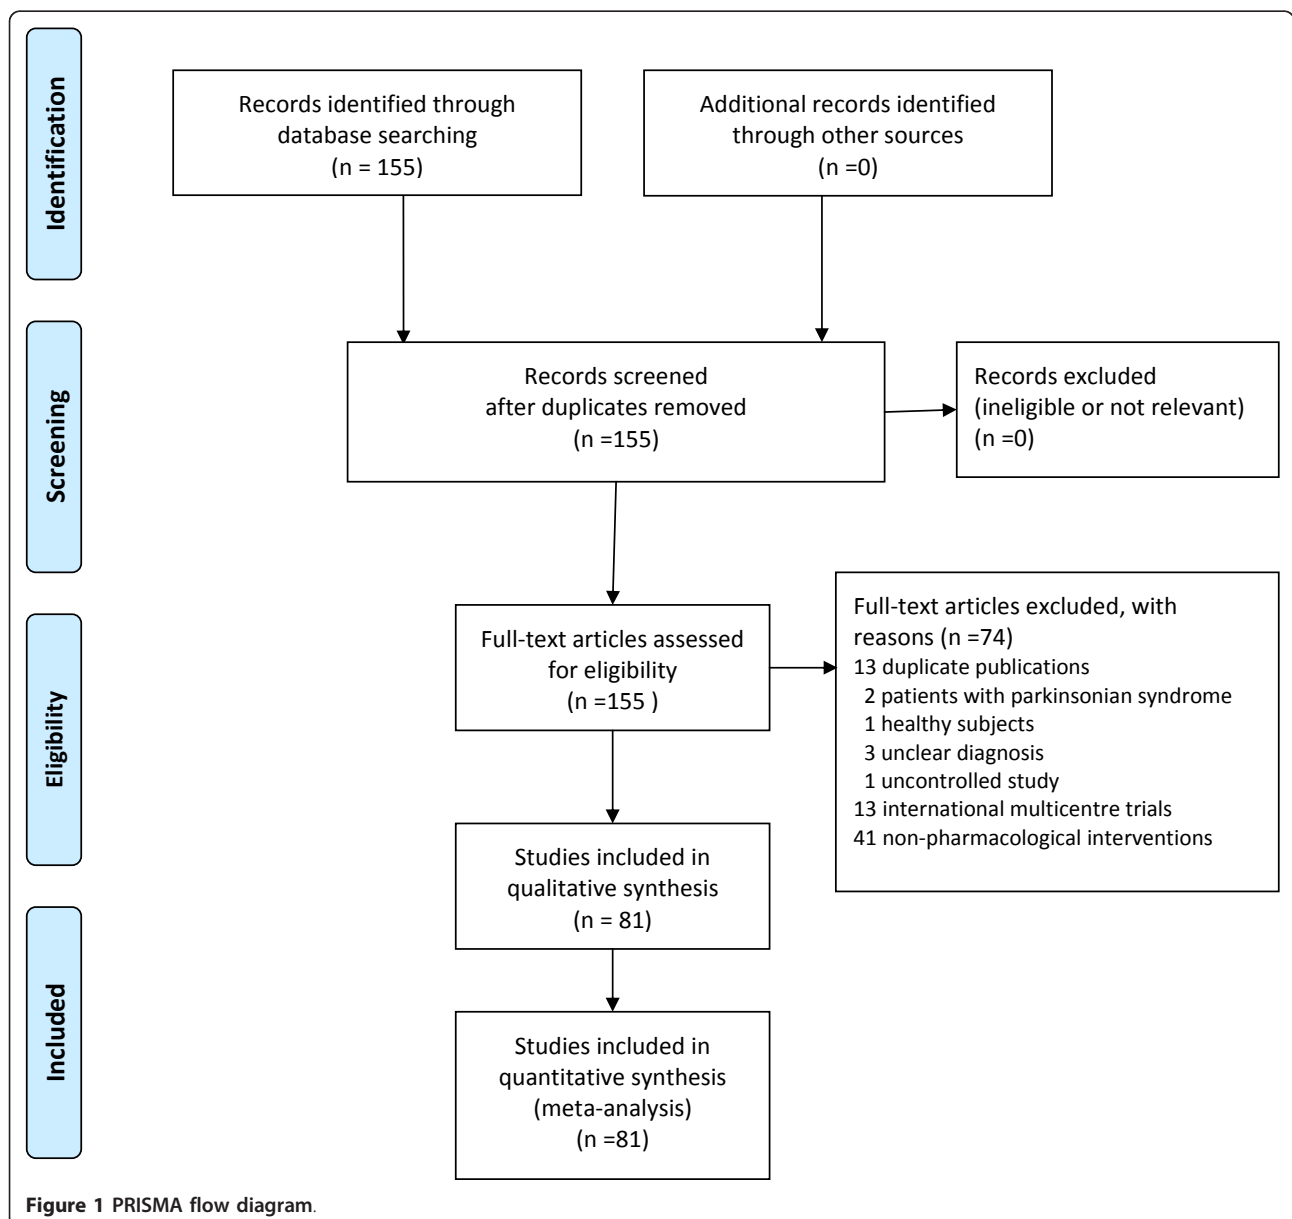 Identification
Records identified through
database searching
(n = 155)
Additional records identified
through other sources
(n =0)
Screening
Records screened
after duplicates removed
(n =155)
Records excluded
(ineligible or not relevant)
(n =0)
Eligibility
Full-text articles assessed
for eligibility
(n =155 )
Full-text articles excluded, with
reasons (n =74)
13 duplicate publications
2 patients with parkinsonian syndrome
1 healthy subjects
3 unclear diagnosis
1 uncontrolled study
13 international multicentre trials
41 non-pharmacological interventions
Studies included in
qualitative synthesis
(n = 81)
Included
Studies included in
quantitative synthesis
(meta-analysis)
(n =81)
Figure 1 PRISMA flow diagram.